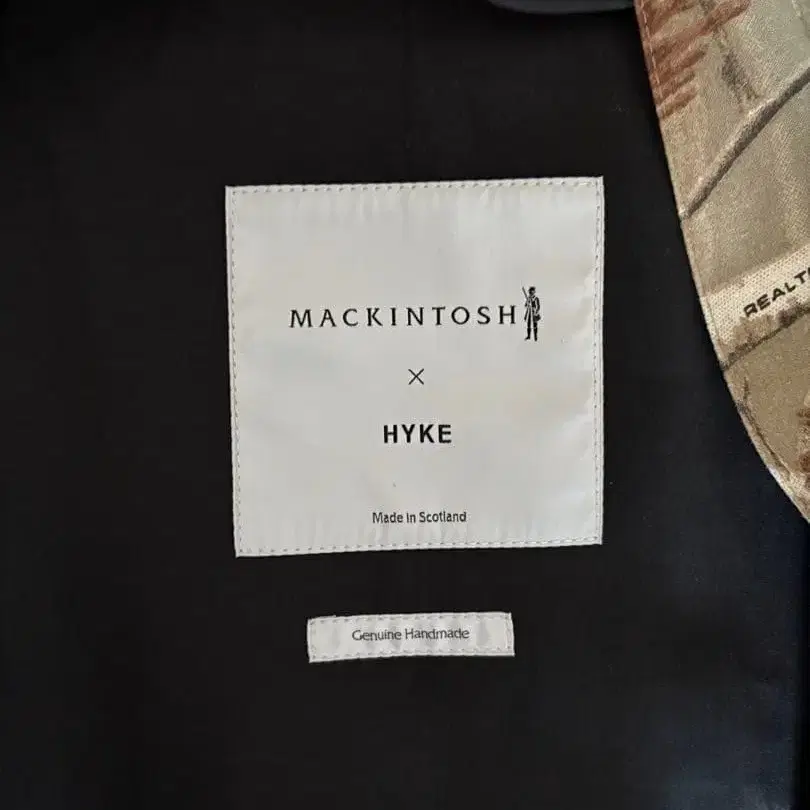 MACKINTOSH
×
HYKE
Made in Scotland
Genuine Handmade